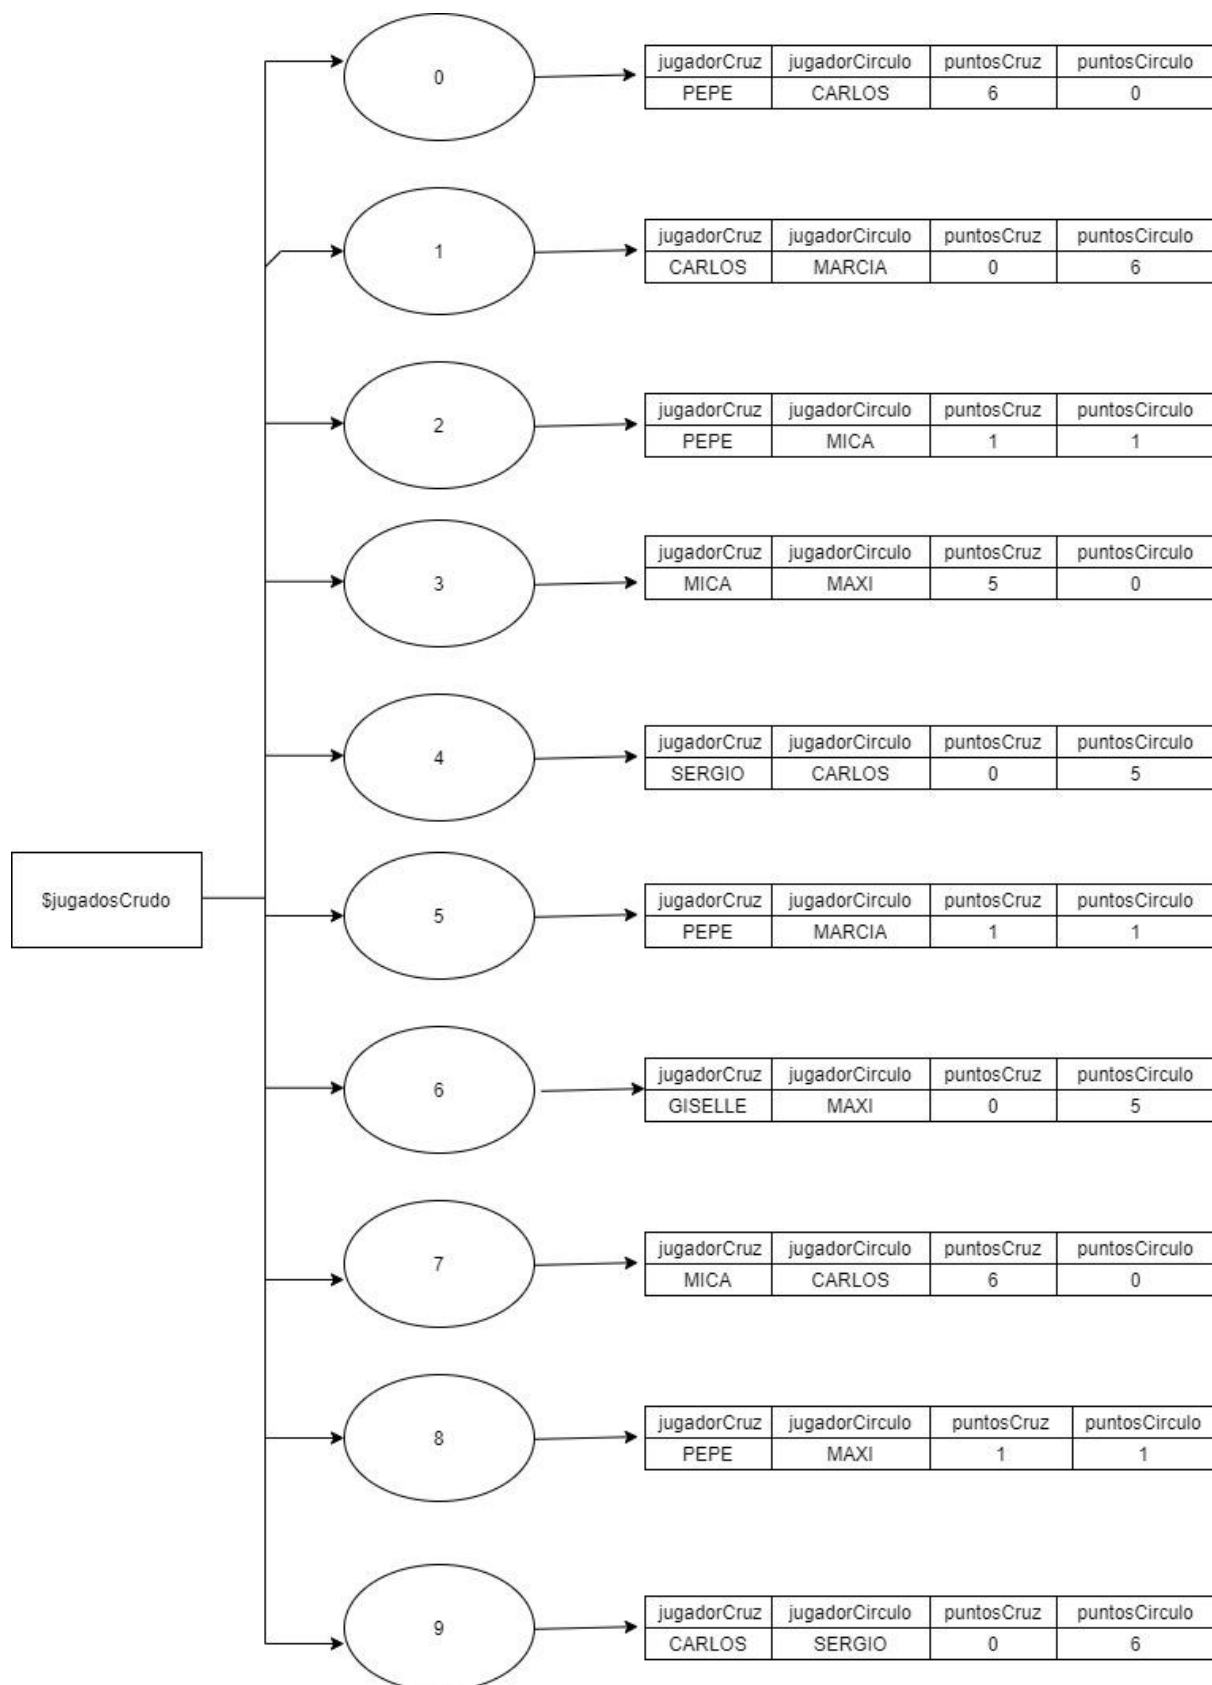 0
jugadorCruz jugadorCirculo puntosCruz puntosCirculo
PEPE CARLOS 6 0
1
jugadorCruz jugadorCirculo puntosCruz puntosCirculo
CARLOS MARCIA 0 6
2
jugadorCruz jugadorCirculo puntosCruz puntosCirculo
PEPE MICA 1 1
3
jugadorCruz jugadorCirculo puntosCruz puntosCirculo
MICA MAXI 5 0
4
jugadorCruz jugadorCirculo puntosCruz puntosCirculo
SERGIO CARLOS 0 5
$jugadosCrudo
5
jugadorCruz jugadorCirculo puntosCruz puntosCirculo
PEPE MARCIA 1 1
6
jugadorCruz jugadorCirculo puntosCruz puntosCirculo
GISELLE MAXI 0 5
7
jugadorCruz jugadorCirculo puntosCruz puntosCirculo
MICA CARLOS 6 0
8
jugadorCruz jugadorCirculo puntosCruz puntosCirculo
PEPE MAXI 1 1
9
jugadorCruz jugadorCirculo puntosCruz puntosCirculo
CARLOS SERGIO 0 6